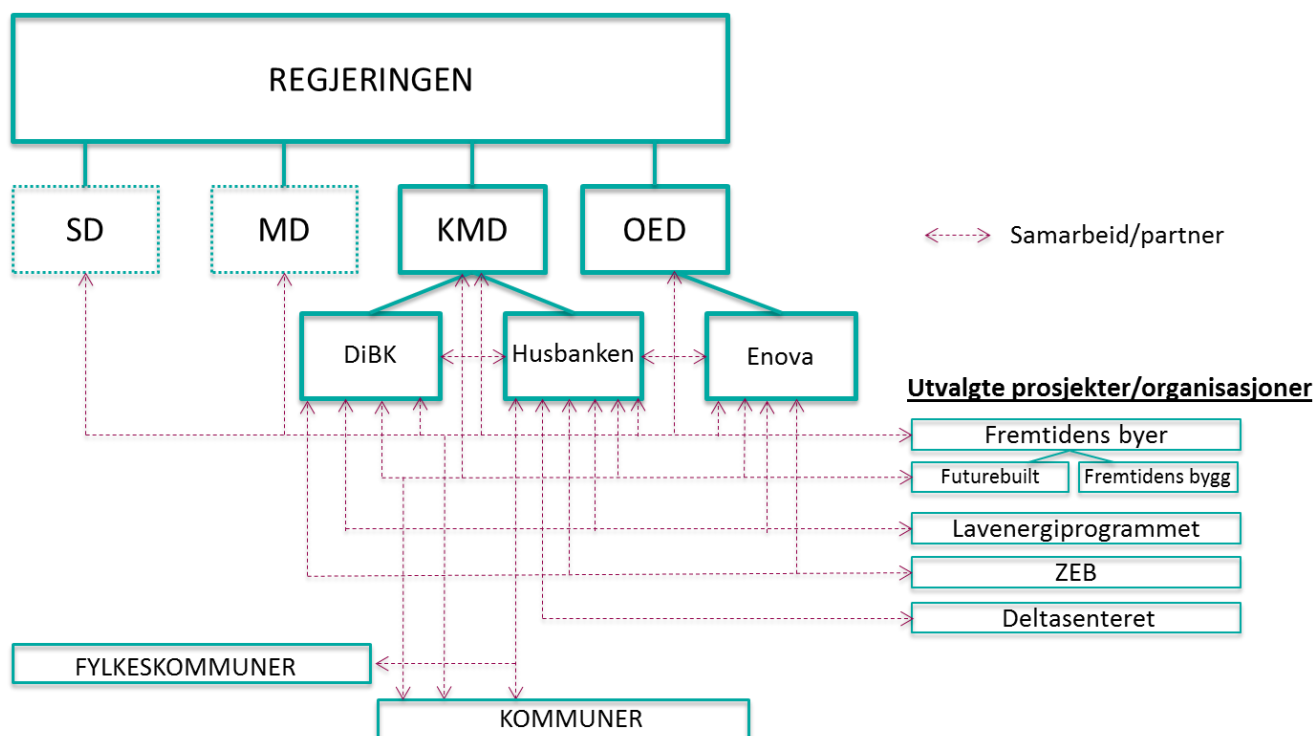 REGJERINGEN
SD
MD
KMD
OED
Samarbeid/partner
DiBK
Husbanken
Enova
Utvalgte prosjekter/organisasjoner
Fremtidens byer
Futurebuilt
Fremtidens bygg
Lavenergiprogrammet
ZEB
Deltasenteret
FYLKESKOMMUNER
KOMMUNER